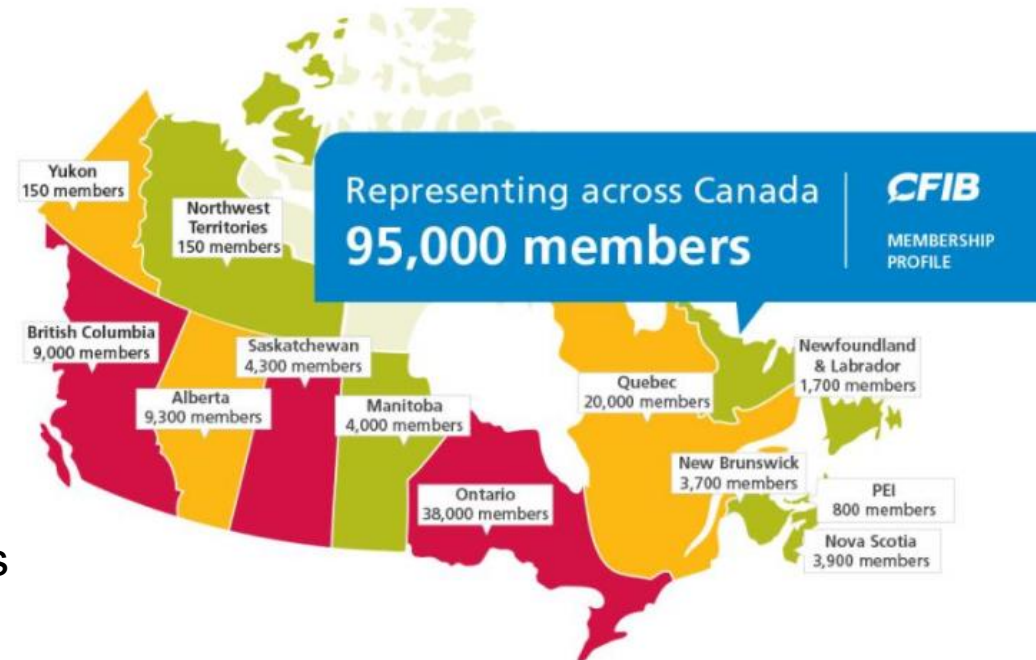 Representing across Canada
95,000 members
CFIB
MEMBERSHIP
PROFILE
Yukon
150 members
Northwest
Territories
150 members
British Columbia
9,000 members
Alberta
9,300 members
Saskatchewan
4,300 members
Manitoba
4,000 members
Ontario
38,000 members
Quebec
20,000 members
Newfoundland
& Labrador
1,700 members
New Brunswick
3,700 members
PEI
800 members
Nova Scotia
3,900 members
s